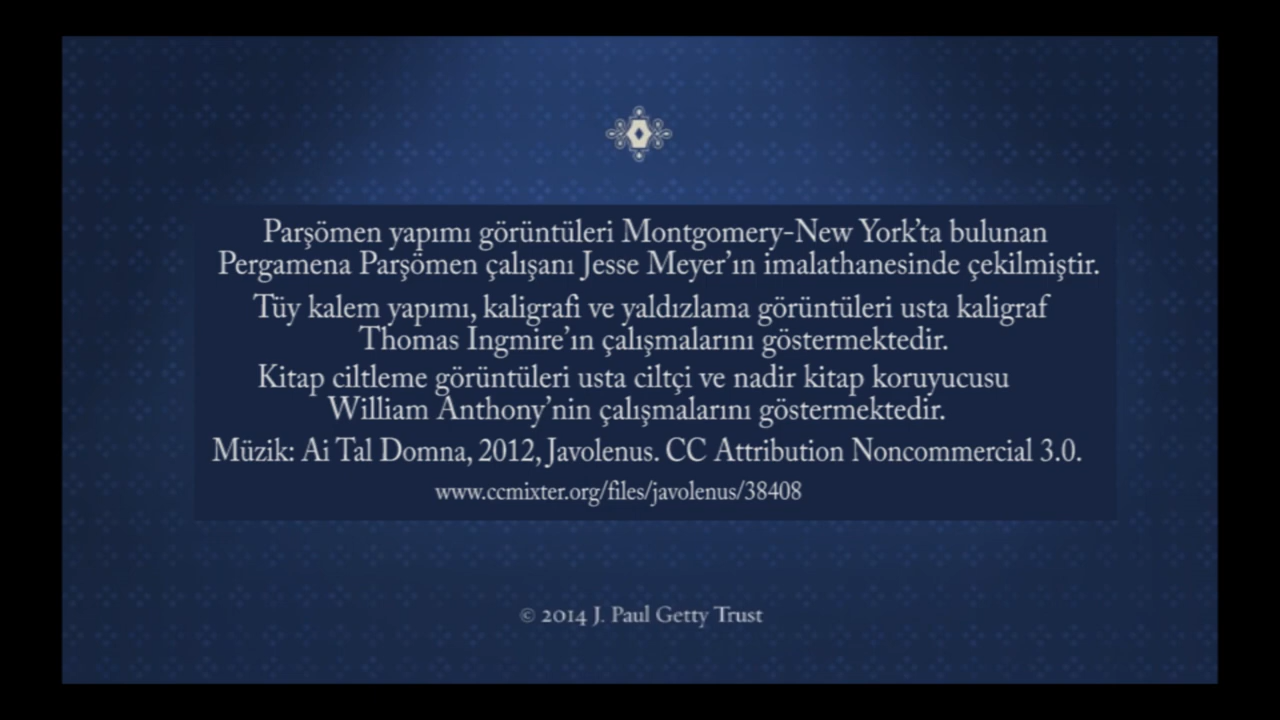 Parşömen yapımı görüntüleri Montgomery-New York’ta bulunan
Pergamena Parşömen çalışanı Jesse Meyer’ın imalathanesinde çekilmiştir.
Tüy kalem yapımı, kaligrafi ve yaldızlama görüntüleri usta kaligraf
Thomas Ingmire’ın çalışmalarını göstermektedir.
Kitap ciltleme görüntüleri usta ciltçi ve nadir kitap koruyucusu
William Anthony’nin çalışmalarını göstermektedir.
Müzik: Ai Tal Domna, 2012, Javolenus. CC Attribution Noncommercial 3.0.
www.ccmixter.org/files/javolenus/38408
© 2014 J. Paul Getty Trust